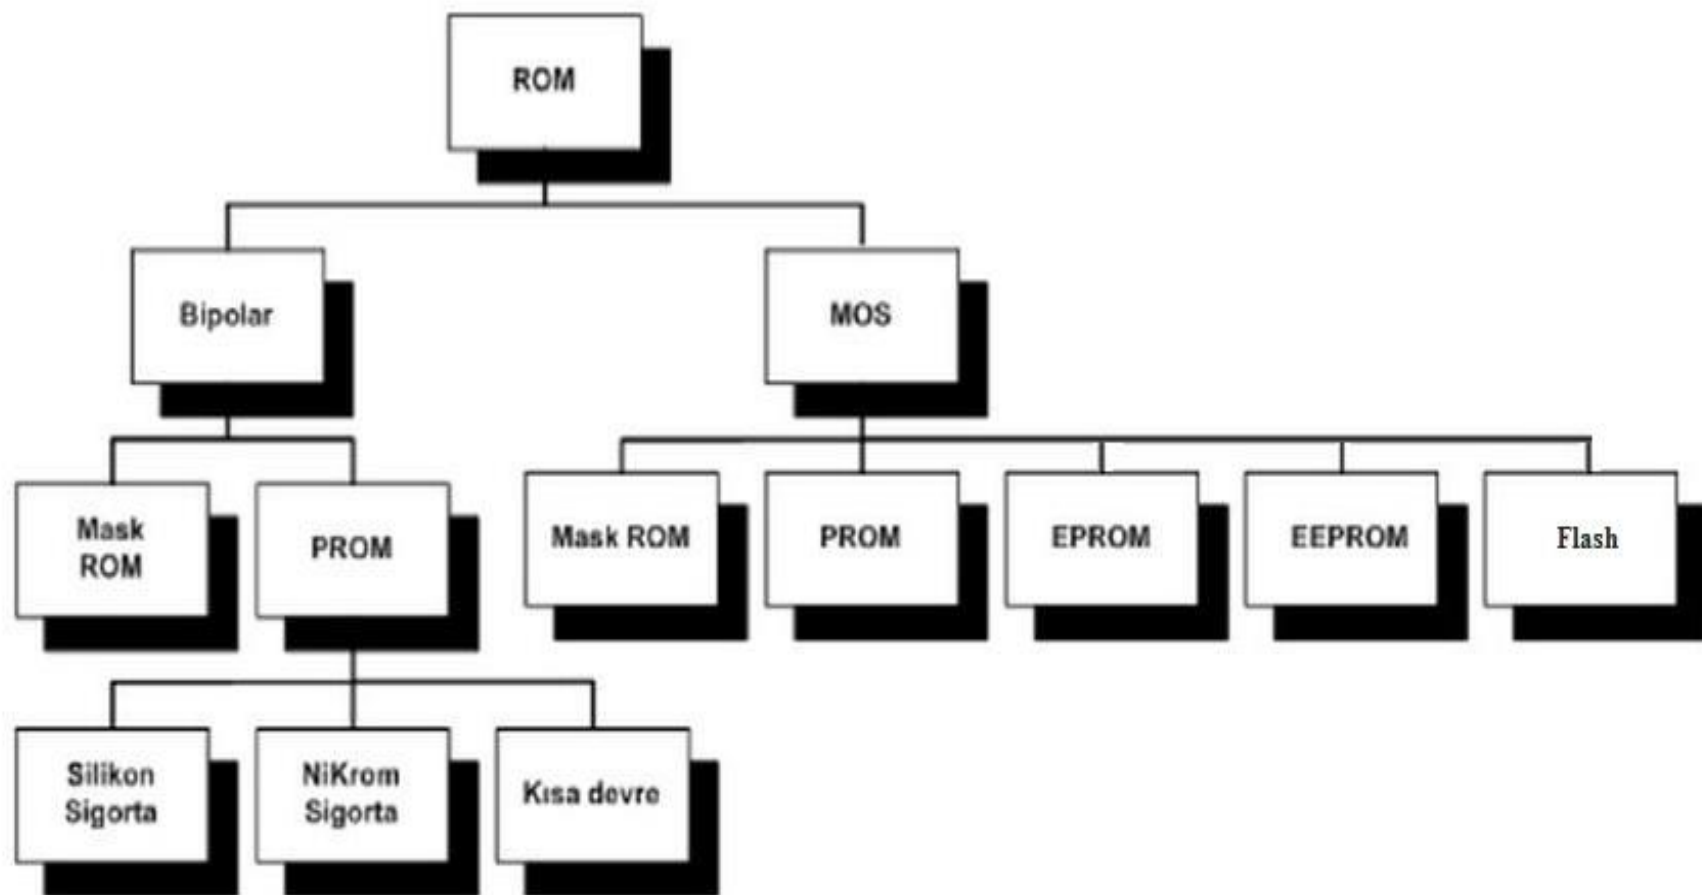 ROM
Bipolar
MOS
Mask
ROM
PROM
Mask ROM
PROM
EPROM
EEPROM
Flash
Silikon
Sigorta
NiKrom
Sigorta
Kısa devre